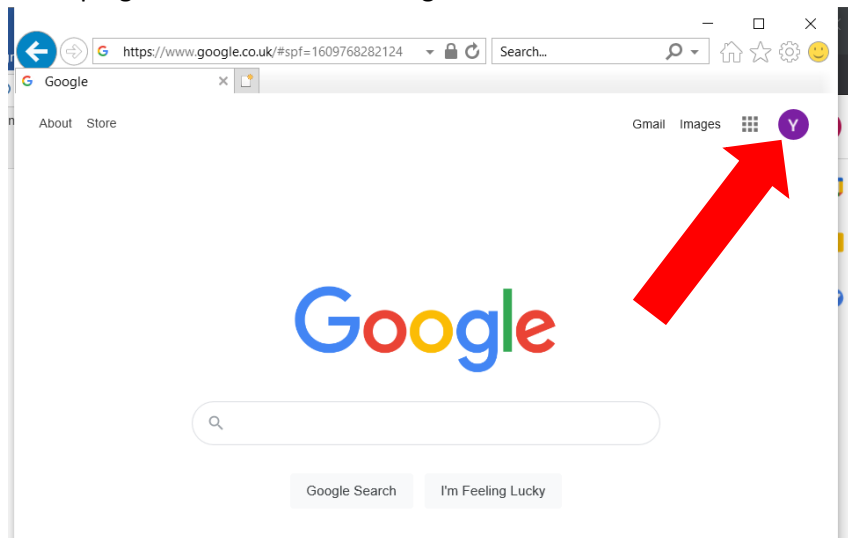 https://www.google.co.uk/#spf=1609768282124
Search...
Google
About Store
Gmail Images
Y
Google
Google Search I'm Feeling Lucky